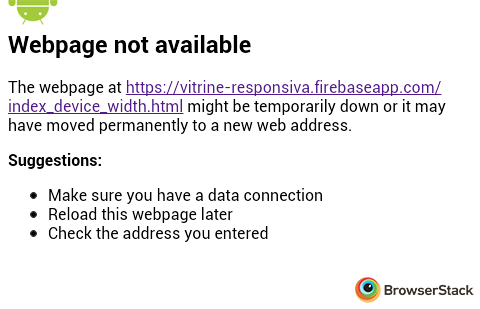 Webpage not available
The webpage at https://vitrine-responsiva.firebaseapp.com/
index_device_width.html might be temporarily down or it may
have moved permanently to a new web address.
Suggestions:
Make sure you have a data connection
Reload this webpage later
Check the address you entered
BrowserStack